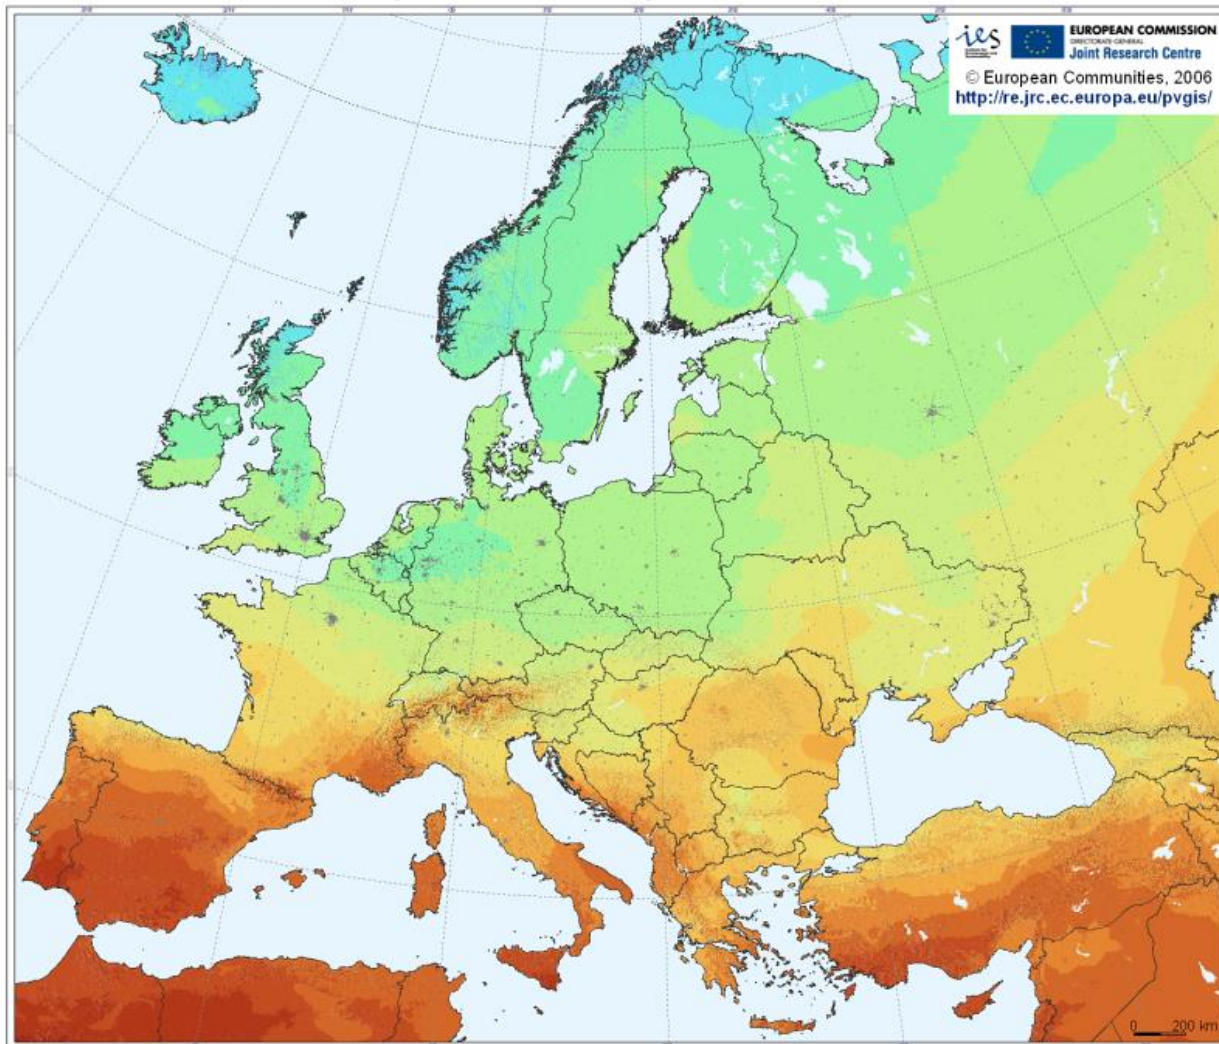 ies
EUROPEAN COMMISSION
DIRECTORATE-GENERAL
Joint Research Centre
© European Communities, 2006
http://re.jrc.ec.europa.eu/pvgis/
0 200 km